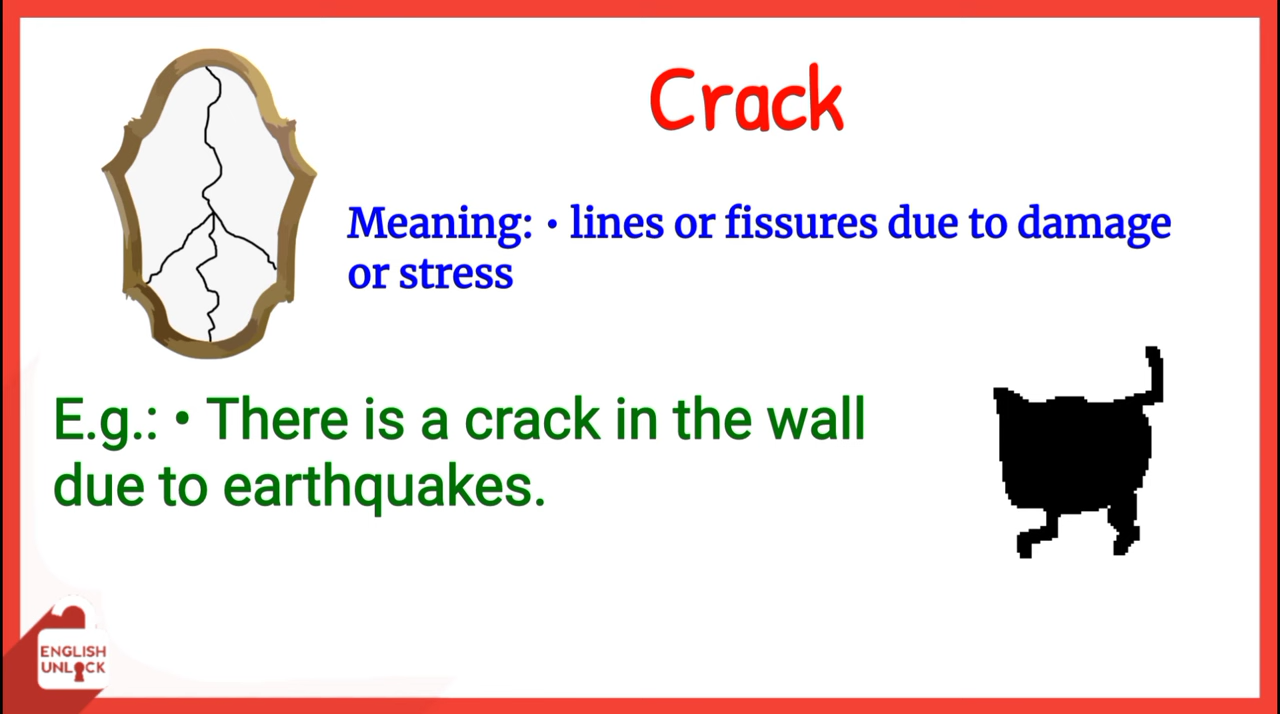 Crack
Meaning: • lines or fissures due to damage
or stress
E.g.: • There is a crack in the wall
due to earthquakes.
ENGLISH
UNLOCK